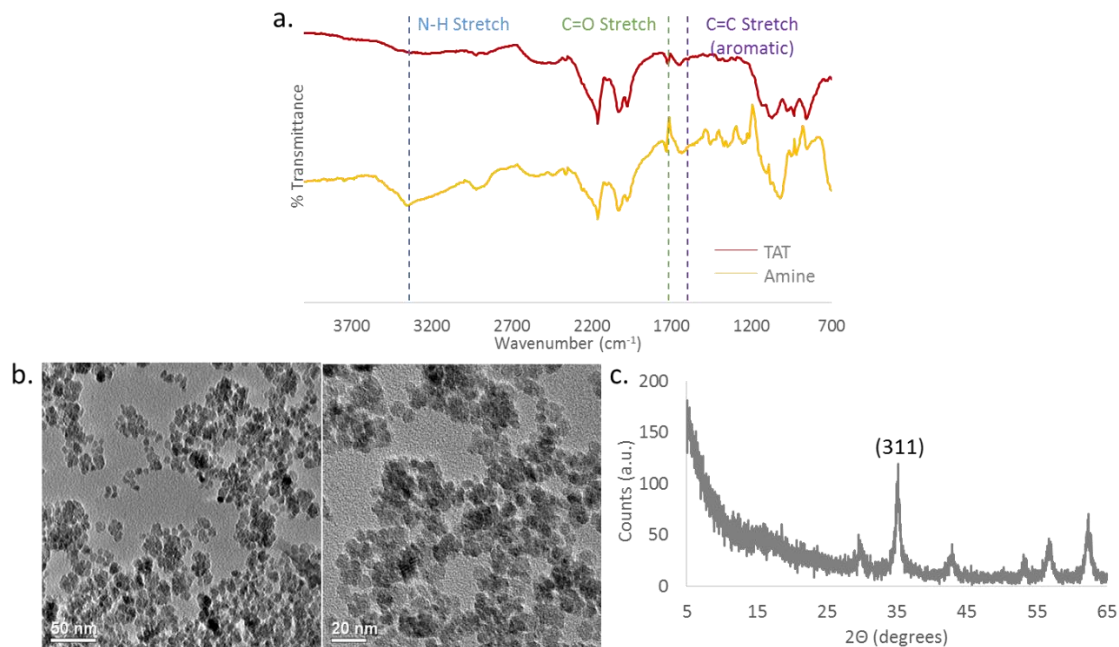 a.
N-H Stretch
C=O Stretch
C=C Stretch
(aromatic)
% Transmittance
TAT
Amine
3700 3200 2700 2200 1700 1200 700
Wavenumber (cm⁻¹)
b.
50 nm
20 nm
c.
200
150
100
50
0
Counts (a.u.)
(311)
5 15 25 35 45 55 65
2Θ (degrees)